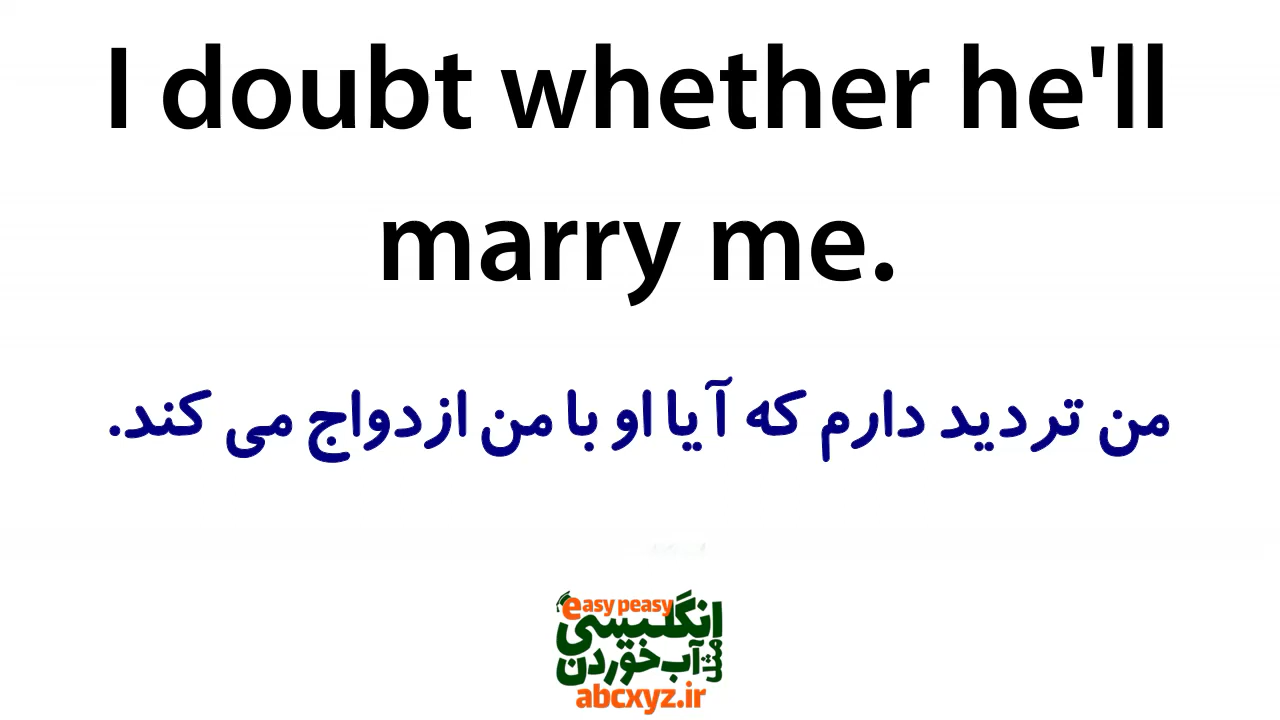 I doubt whether he'll
marry me.
من تردید دارم که آیا او با من ازدواج می کند.
easy peasy
انگلیسی
مثل
آب خوردن
abcxyz.ir